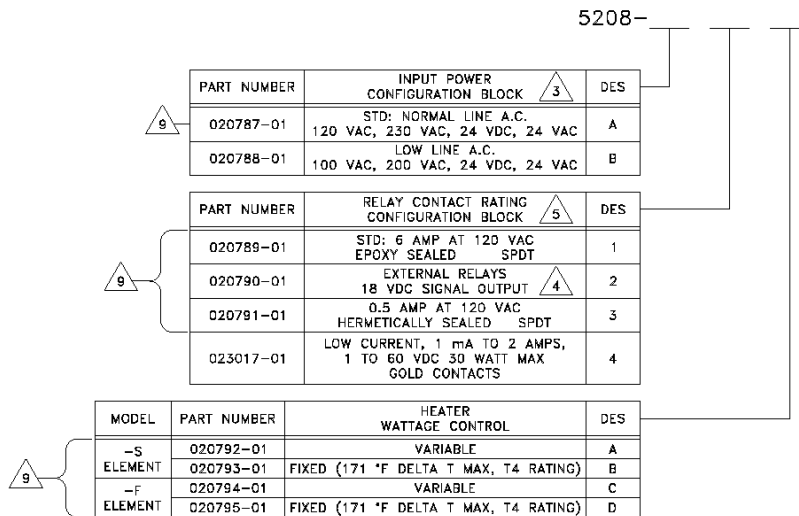 5208-__ __ __
PART NUMBER INPUT POWER CONFIGURATION BLOCK 3 DES
9 020787-01 STD: NORMAL LINE A.C. 120 VAC, 230 VAC, 24 VDC, 24 VAC A
020788-01 LOW LINE A.C. 100 VAC, 200 VAC, 24 VDC, 24 VAC B
PART NUMBER RELAY CONTACT RATING CONFIGURATION BLOCK 5 DES
020789-01 STD: 6 AMP AT 120 VAC EPOXY SEALED SPDT 1
9 020790-01 EXTERNAL RELAYS 18 VDC SIGNAL OUTPUT 4 2
020791-01 0.5 AMP AT 120 VAC HERMETICALLY SEALED SPDT 3
023017-01 LOW CURRENT, 1 mA TO 2 AMPS, 1 TO 60 VDC 30 WATT MAX GOLD CONTACTS 4
MODEL PART NUMBER HEATER WATTAGE CONTROL DES
9 -S ELEMENT 020792-01 VARIABLE A
020793-01 FIXED (171 °F DELTA T MAX, T4 RATING) B
-F ELEMENT 020794-01 VARIABLE C
020795-01 FIXED (171 °F DELTA T MAX, T4 RATING) D